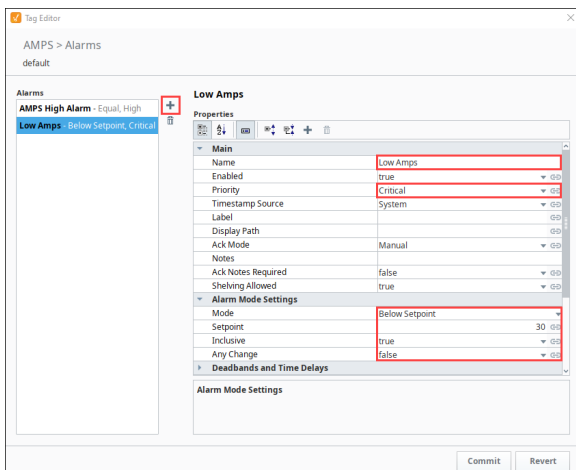 Tag Editor
AMPS > Alarms
default
Alarms
AMPS High Alarm - Equal, High
Low Amps - Below Setpoint, Critical
Low Amps
Properties
Main
Name Low Amps
Enabled true
Priority Critical
Timestamp Source System
Label
Display Path
Ack Mode Manual
Notes
Ack Notes Required false
Shelving Allowed true
Alarm Mode Settings
Mode Below Setpoint
Setpoint 30
Inclusive true
Any Change false
Deadbands and Time Delays
Alarm Mode Settings
Commit Revert